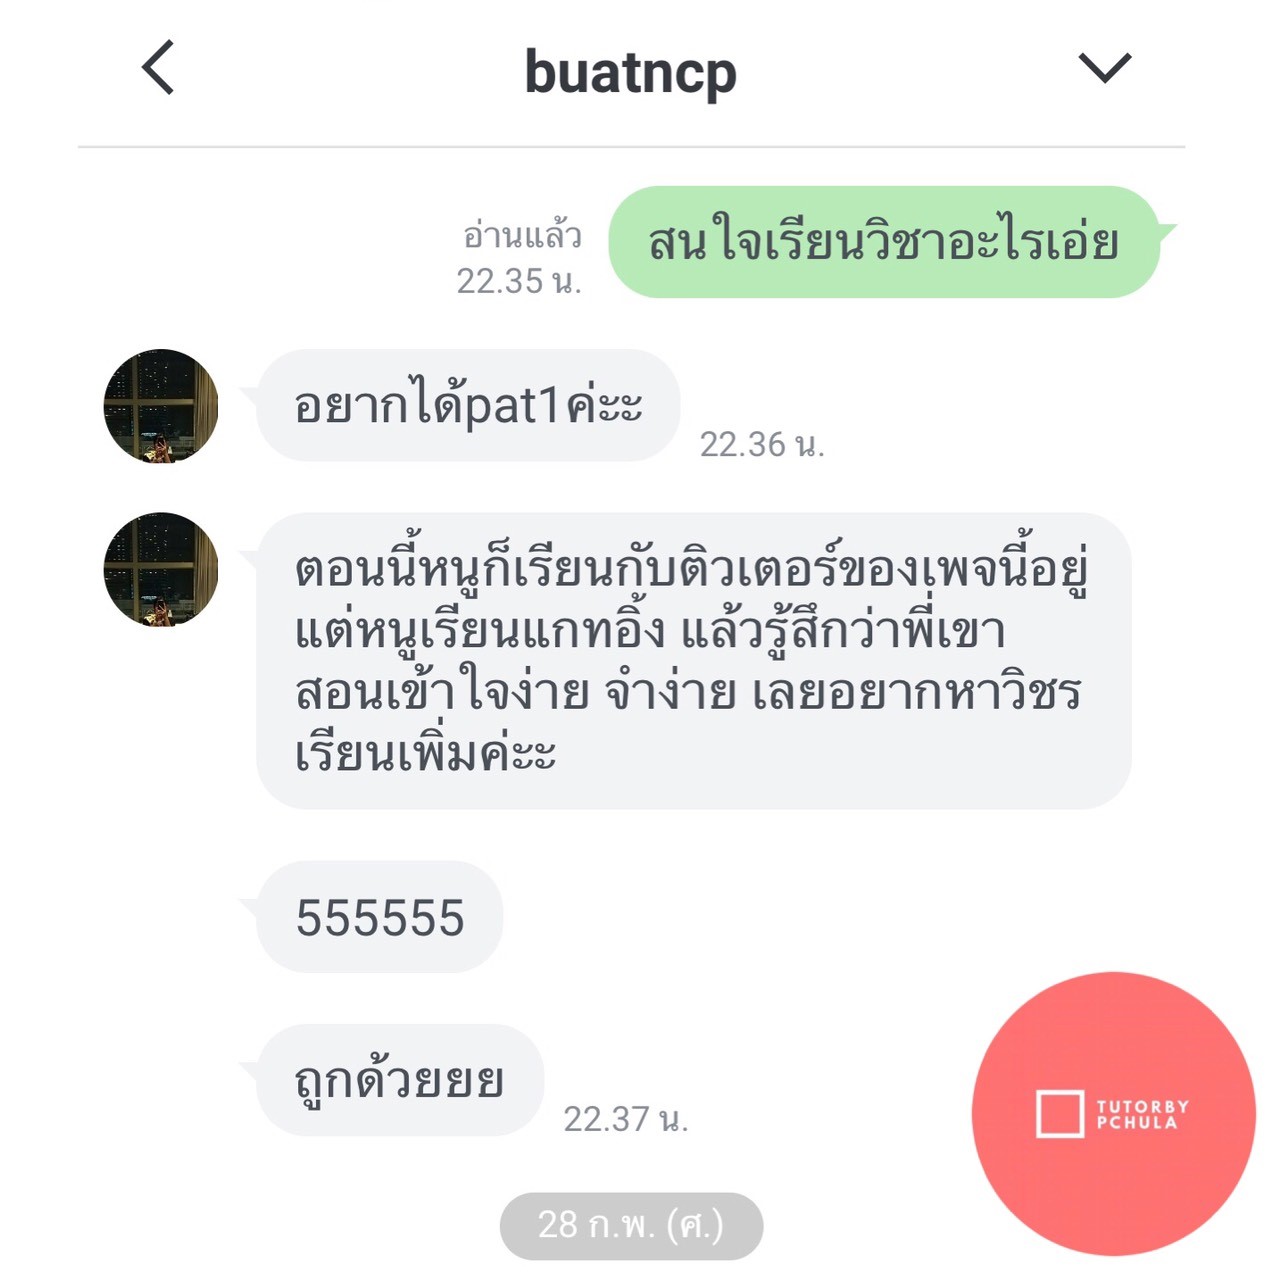 buatncp
สนใจเรียนวิชาอะไรเอ่ย
อ่านแล้ว
22.35 น.
อยากได้pat1ค่ะะ
22.36 น.
ตอนนี้หนูก็เรียนกับติวเตอร์ของเพจนี้อยู่
แต่หนูเรียนแกทอิ้ง แล้วรู้สึกว่าพี่เขา
สอนเข้าใจง่าย จำง่าย เลยอยากหาวิชร
เรียนเพิ่มค่ะะ
555555
ถูกด้วยยย
22.37 น.
TUTORBY
PCHULA
28 ก.พ. (ศ.)